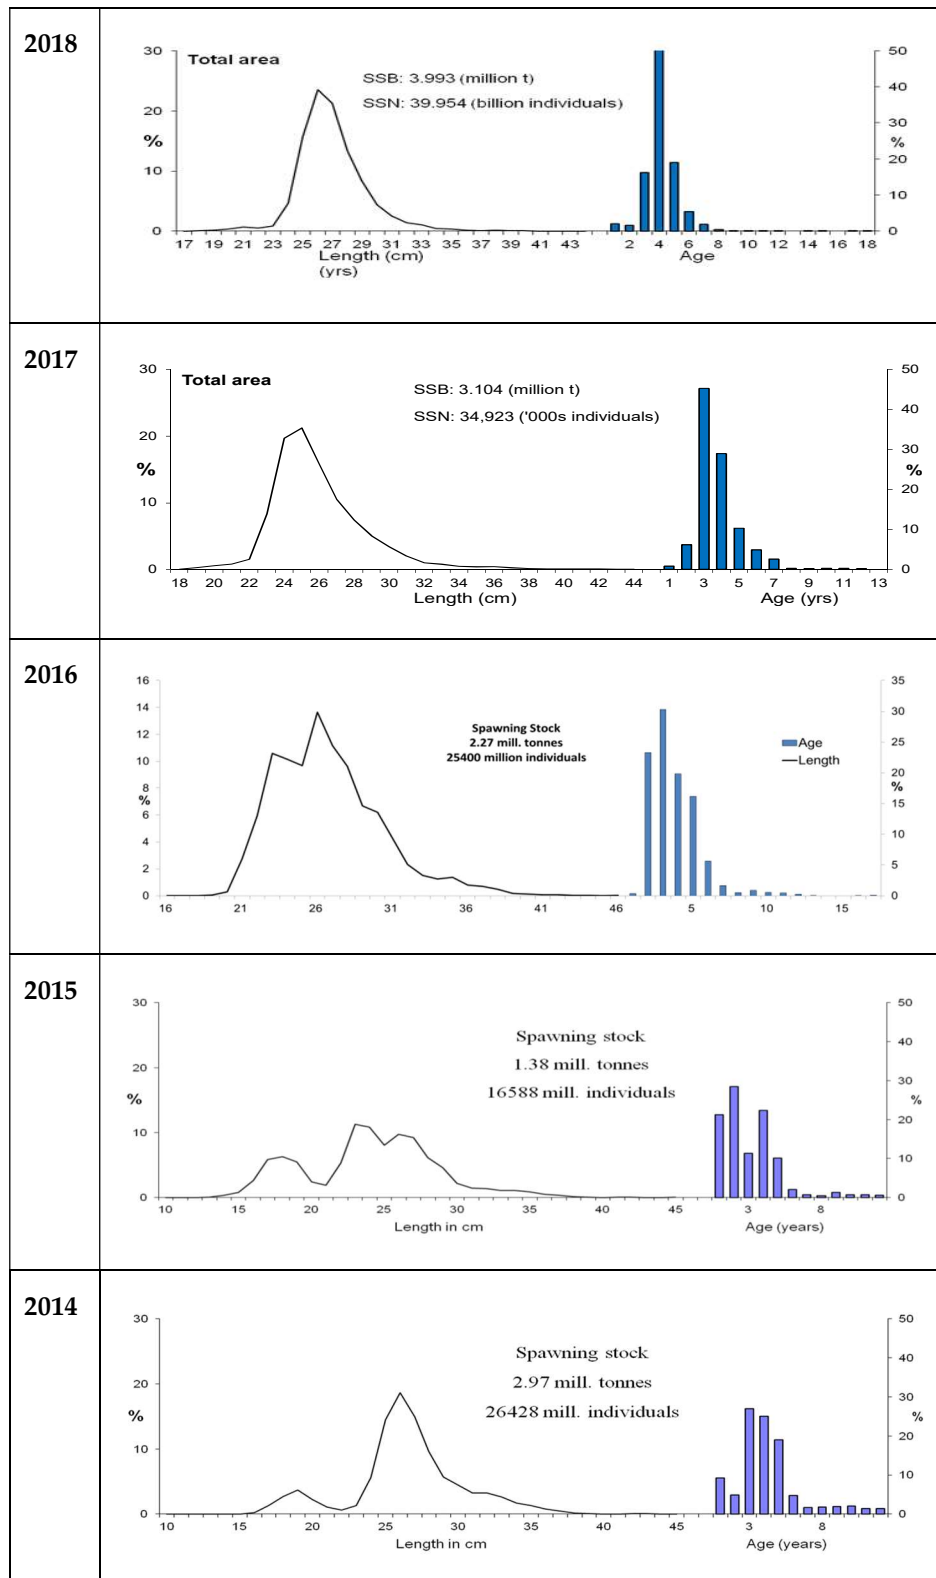 2018
Total area
SSB: 3.993 (million t)
SSN: 39.954 (billion individuals)
30
20
%
10
0
50
40
30
%
20
10
0
17 19 21 23 25 27 29 31 33 35 37 39 41 43
2 4 6 8 10 12 14 16 18
Length (cm)
(yrs)
Age
2017
Total area
SSB: 3.104 (million t)
SSN: 34,923 ('000s individuals)
30
20
%
10
0
50
40
30
%
20
10
0
18 20 22 24 26 28 30 32 34 36 38 40 42 44
1 3 5 7 9 11 13
Length (cm)
Age (yrs)
2016
Spawning Stock
2.27 mill. tonnes
25400 million individuals
Age
Length
16
14
12
10
8
%
6
4
2
0
35
30
25
20
%
15
10
5
0
16 21 26 31 36 41 46
5 10 15
2015
Spawning stock
1.38 mill. tonnes
16588 mill. individuals
30
20
%
10
0
50
40
30
%
20
10
0
10 15 20 25 30 35 40 45
3 8
Length in cm
Age (years)
2014
Spawning stock
2.97 mill. tonnes
26428 mill. individuals
30
20
%
10
0
50
40
30
%
20
10
0
10 15 20 25 30 35 40 45
3 8
Length in cm
Age (years)